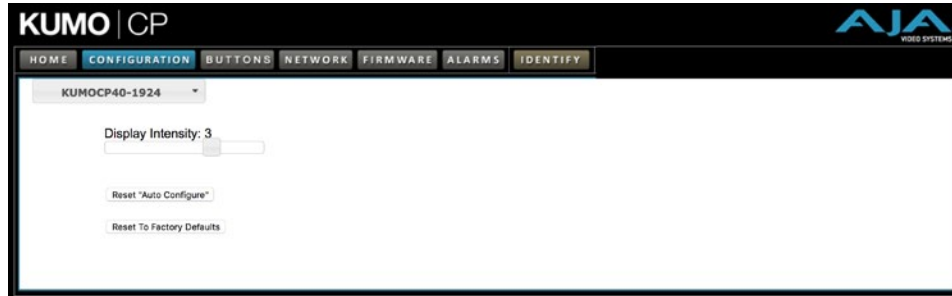 KUMO | CP
AJA
VIDEO SYSTEMS
HOME CONFIGURATION BUTTONS NETWORK FIRMWARE ALARMS IDENTIFY
KUMOCP40-1924
Display Intensity: 3
Reset "Auto Configure"
Reset To Factory Defaults